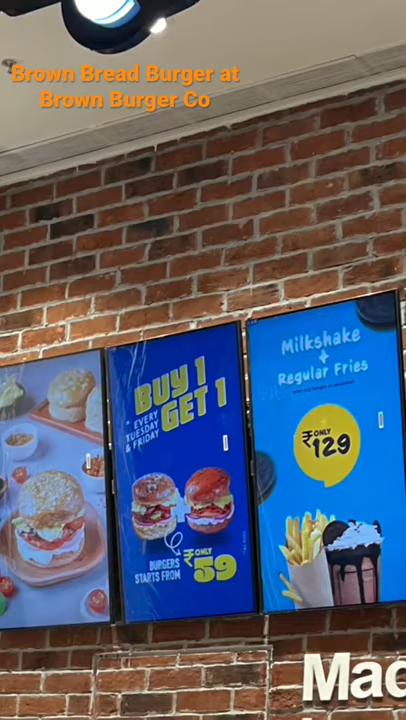 Brown Bread Burger at
Brown Burger Co
BUY 1
GET 1
* EVERY
TUESDAY
& FRIDAY
BURGERS
STARTS FROM
₹ ONLY
59
Milkshake
+
Regular Fries
₹ ONLY
129
Mad